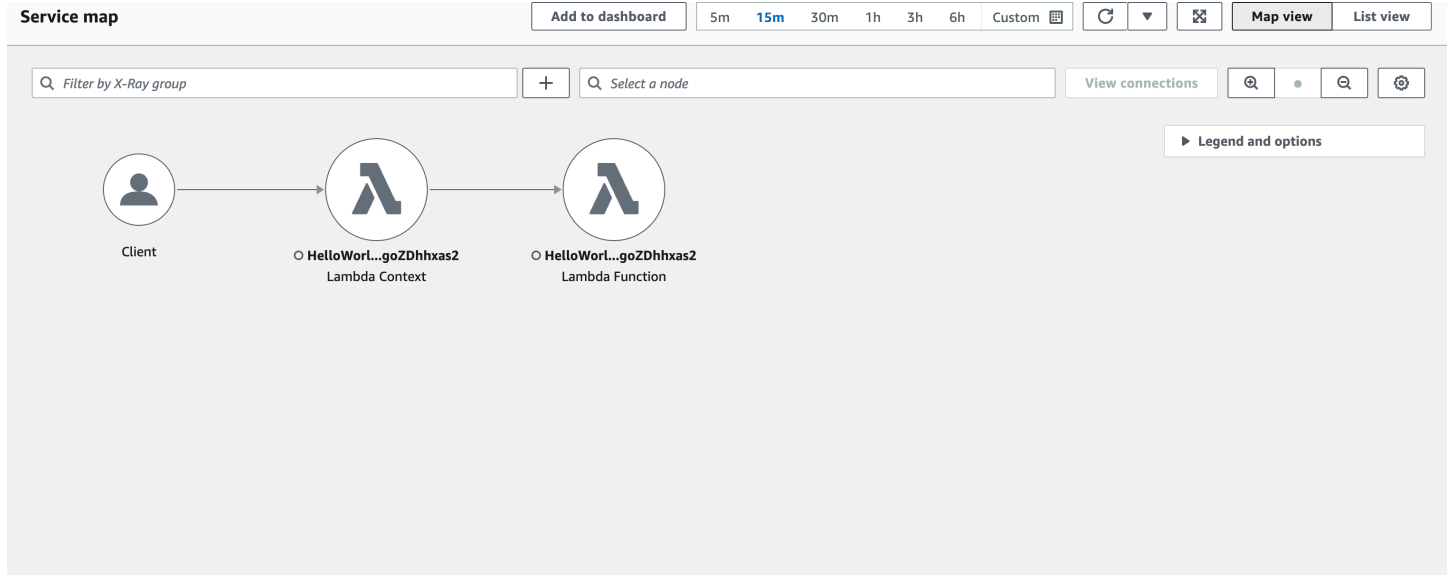 Service map
Add to dashboard
5m 15m 30m 1h 3h 6h Custom
Map view
List view
Filter by X-Ray group
Select a node
View connections
Legend and options
Client
HelloWorl...goZDhhxas2
Lambda Context
HelloWorl...goZDhhxas2
Lambda Function